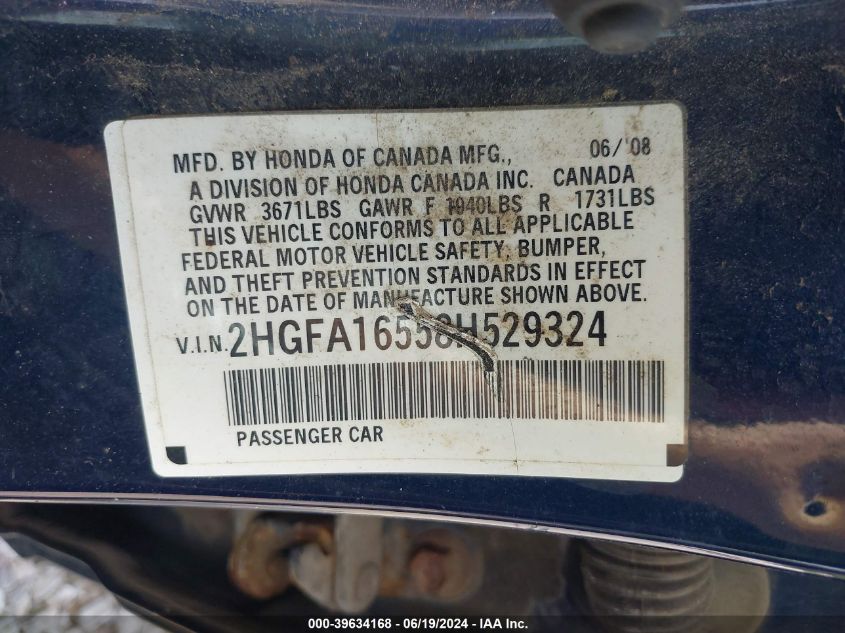 MFD. BY HONDA OF CANADA MFG., 06/'08
A DIVISION OF HONDA CANADA INC. CANADA
GVWR 3671LBS GAWR F 1940LBS R 1731LBS
THIS VEHICLE CONFORMS TO ALL APPLICABLE
FEDERAL MOTOR VEHICLE SAFETY, BUMPER,
AND THEFT PREVENTION STANDARDS IN EFFECT
ON THE DATE OF MANUFACTURE SHOWN ABOVE.
V.I.N. 2HGFA16558H529324
PASSENGER CAR
000-39634168 - 06/19/2024 - IAA Inc.